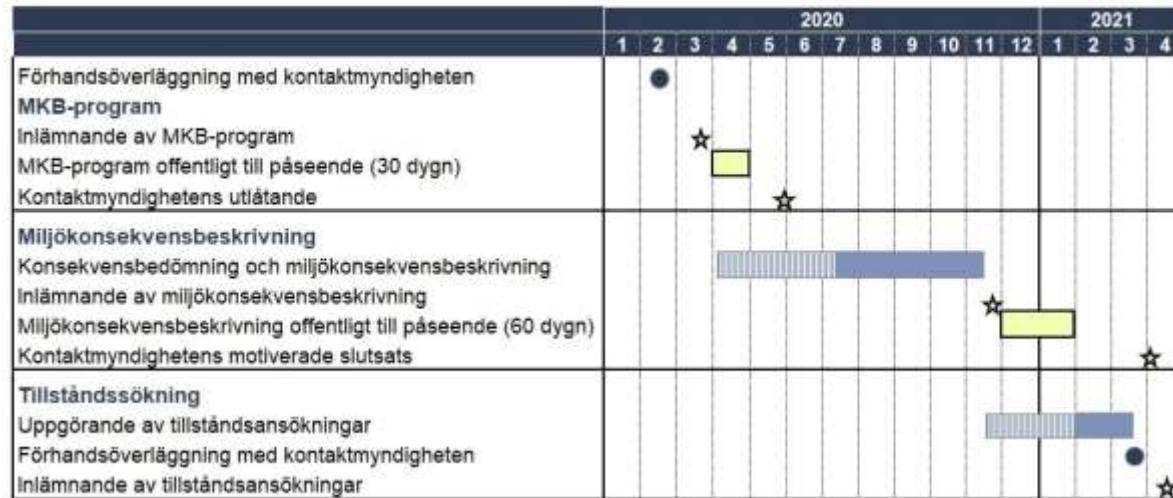 2020 2021
1 2 3 4 5 6 7 8 9 10 11 12 1 2 3 4
Förhandsöverläggning med kontaktmyndigheten
MKB-program
Inlämnande av MKB-program
MKB-program offentligt till påseende (30 dygn)
Kontaktmyndighetens utlåtande
Miljökonsekvensbeskrivning
Konsekvensbedömning och miljökonsekvensbeskrivning
Inlämnande av miljökonsekvensbeskrivning
Miljökonsekvensbeskrivning offentligt till påseende (60 dygn)
Kontaktmyndighetens motiverade slutsats
Tillståndssökning
Uppgörande av tillståndsansökningar
Förhandsöverläggning med kontaktmyndigheten
Inlämnande av tillståndsansökningar